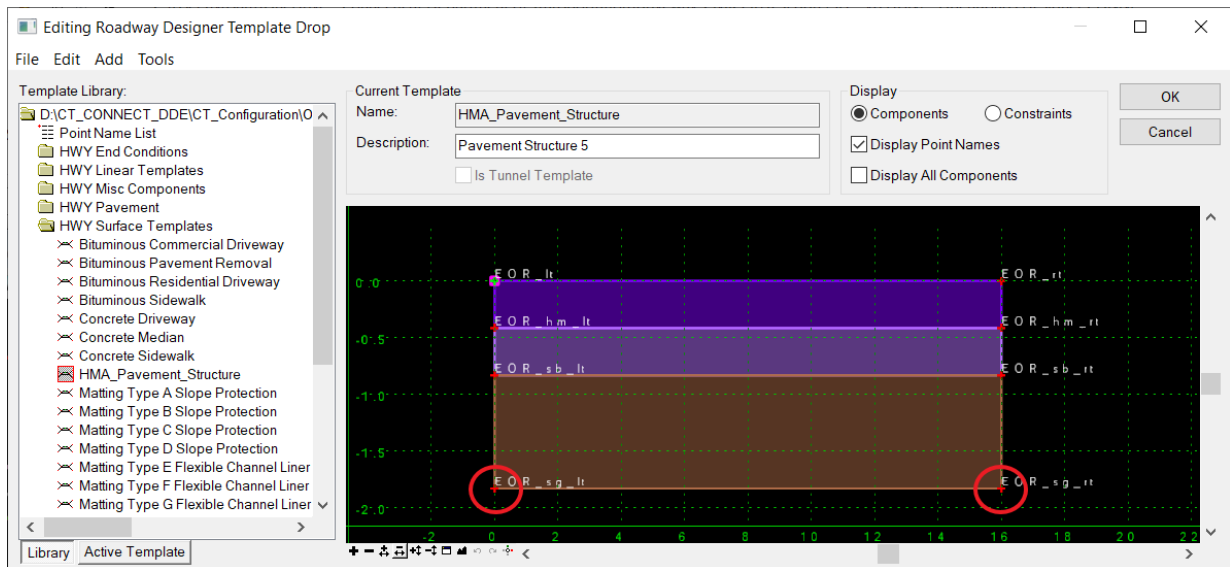 Editing Roadway Designer Template Drop
File Edit Add Tools
Template Library:
D:\CT_CONNECT_DDE\CT_Configuration\O
Point Name List
HWY End Conditions
HWY Linear Templates
HWY Misc Components
HWY Pavement
HWY Surface Templates
Bituminous Commercial Driveway
Bituminous Pavement Removal
Bituminous Residential Driveway
Bituminous Sidewalk
Concrete Driveway
Concrete Median
Concrete Sidewalk
HMA_Pavement_Structure
Matting Type A Slope Protection
Matting Type B Slope Protection
Matting Type C Slope Protection
Matting Type D Slope Protection
Matting Type E Flexible Channel Liner
Matting Type F Flexible Channel Liner
Matting Type G Flexible Channel Liner
Library Active Template
Current Template
Name: HMA_Pavement_Structure
Description: Pavement Structure 5
Is Tunnel Template
Display
Components Constraints
Display Point Names
Display All Components
OK
Cancel
EOR_lt EOR_rt
0.0
EOR_hm_lt EOR_hm_rt
-0.5
EOR_sb_lt EOR_sb_rt
-1.0
-1.5
EOR_sg_lt EOR_sg_rt
-2.0
-2 0 2 4 6 8 10 12 14 16 18 20 22